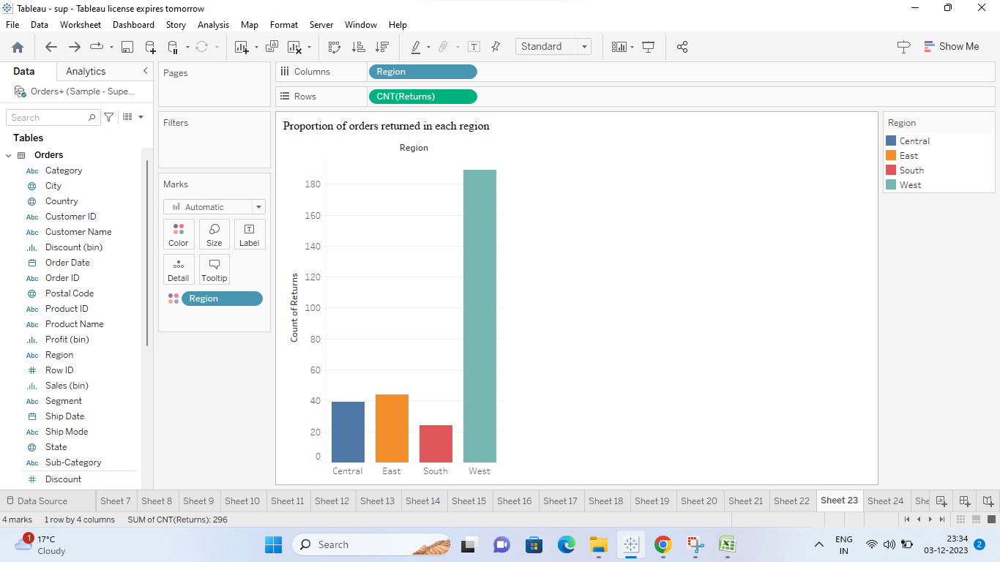 Tableau - sup - Tableau license expires tomorrow
File Data Worksheet Dashboard Story Analysis Map Format Server Window Help
Standard
Show Me
Data Analytics
Orders+ (Sample - Supe...
Search
Tables
Orders
Abc Category
City
Country
Abc Customer ID
Abc Customer Name
Discount (bin)
Order Date
Abc Order ID
Postal Code
Abc Product ID
Abc Product Name
Profit (bin)
Abc Region
Row ID
Sales (bin)
Abc Segment
Ship Date
Abc Ship Mode
State
Abc Sub-Category
Discount
Pages
Filters
Marks
Automatic
Color Size Label
Detail Tooltip
Region
Columns Region
Rows CNT(Returns)
Proportion of orders returned in each region
Region
180
160
140
120
100
80
60
40
20
0
Count of Returns
Central East South West
Region
Central
East
South
West
Data Source Sheet 7 Sheet 8 Sheet 9 Sheet 10 Sheet 11 Sheet 12 Sheet 13 Sheet 14 Sheet 15 Sheet 16 Sheet 17 Sheet 18 Sheet 19 Sheet 20 Sheet 21 Sheet 22 Sheet 23 Sheet 24 She
4 marks 1 row by 4 columns SUM of CNT(Returns): 296
1
17°C
Cloudy
Search
ENG
IN
23:34
03-12-2023
2